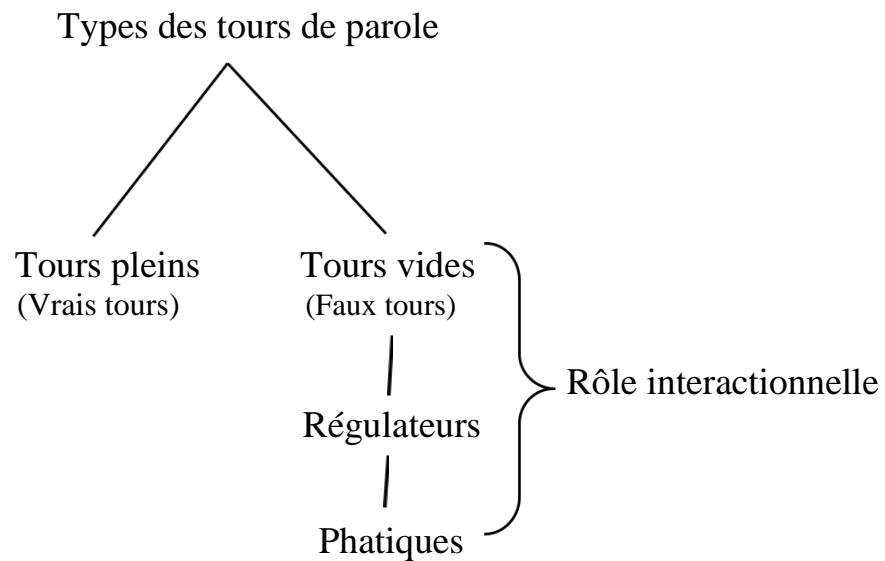 Types des tours de parole
Tours pleins
(Vrais tours)
Tours vides
(Faux tours)
Rôle interactionnelle
Régulateurs
Phatiques